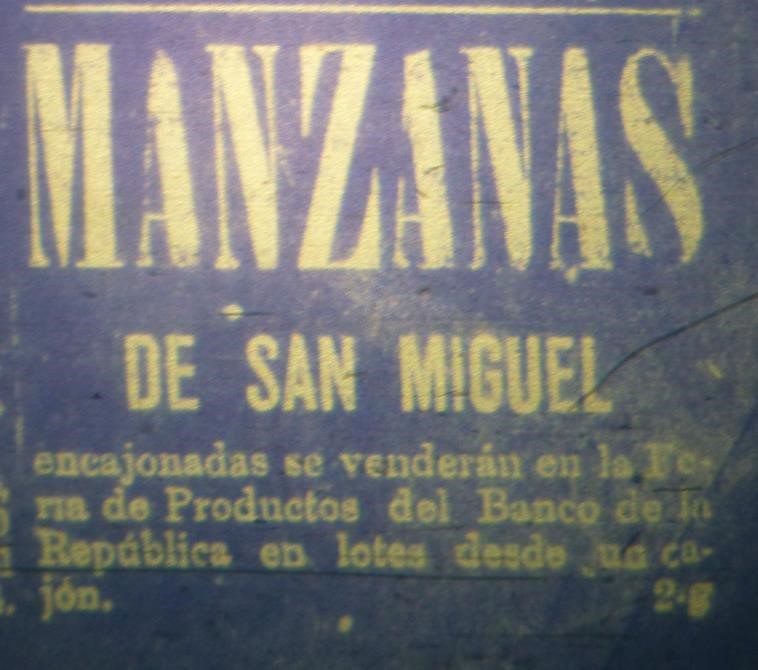 MANZANAS
DE SAN MIGUEL
encajonadas se venderán en la Fe-
ria de Productos del Banco de la
República en lotes desde un ca-
jón. 2-g